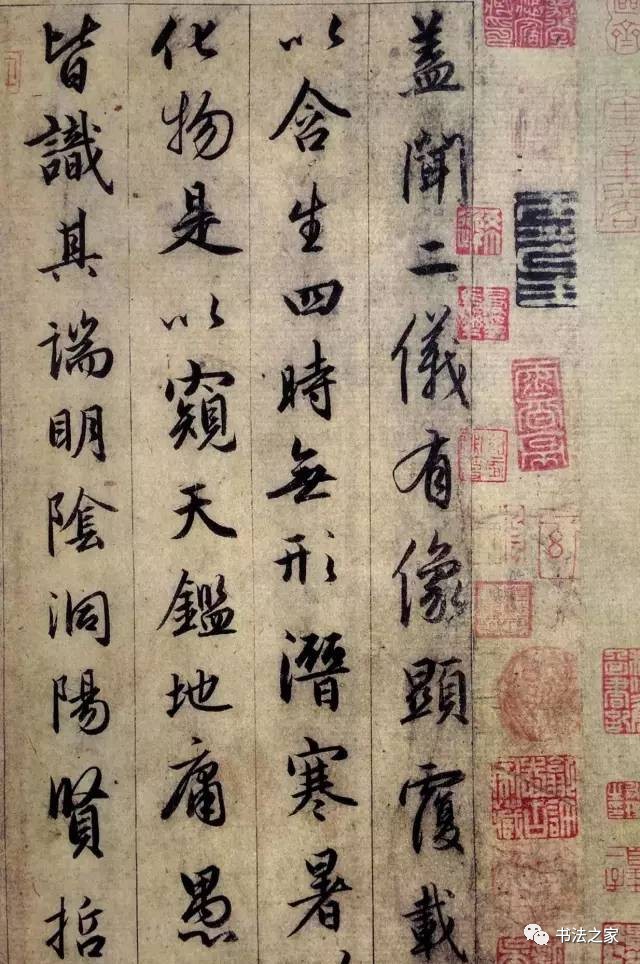 盖聞二儀有像顯覆載
以含生四時無形潛寒暑
化物是以窺天鑑地庸愚
皆識其端明陰洞陽賢哲
书法之家